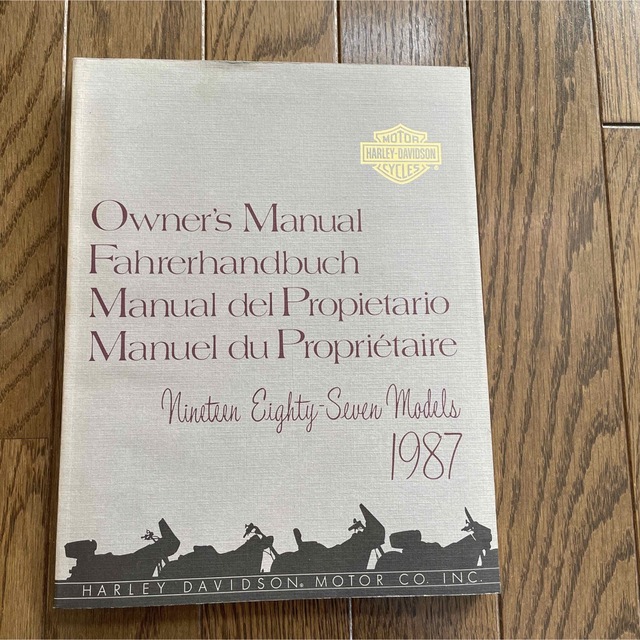 MOTOR
HARLEY-DAVIDSON
CYCLES
®
Owner's Manual
Fahrerhandbuch
Manual del Propietario
Manuel du Propriétaire
Nineteen Eighty-Seven Models
1987
HARLEY DAVIDSON® MOTOR CO. INC.